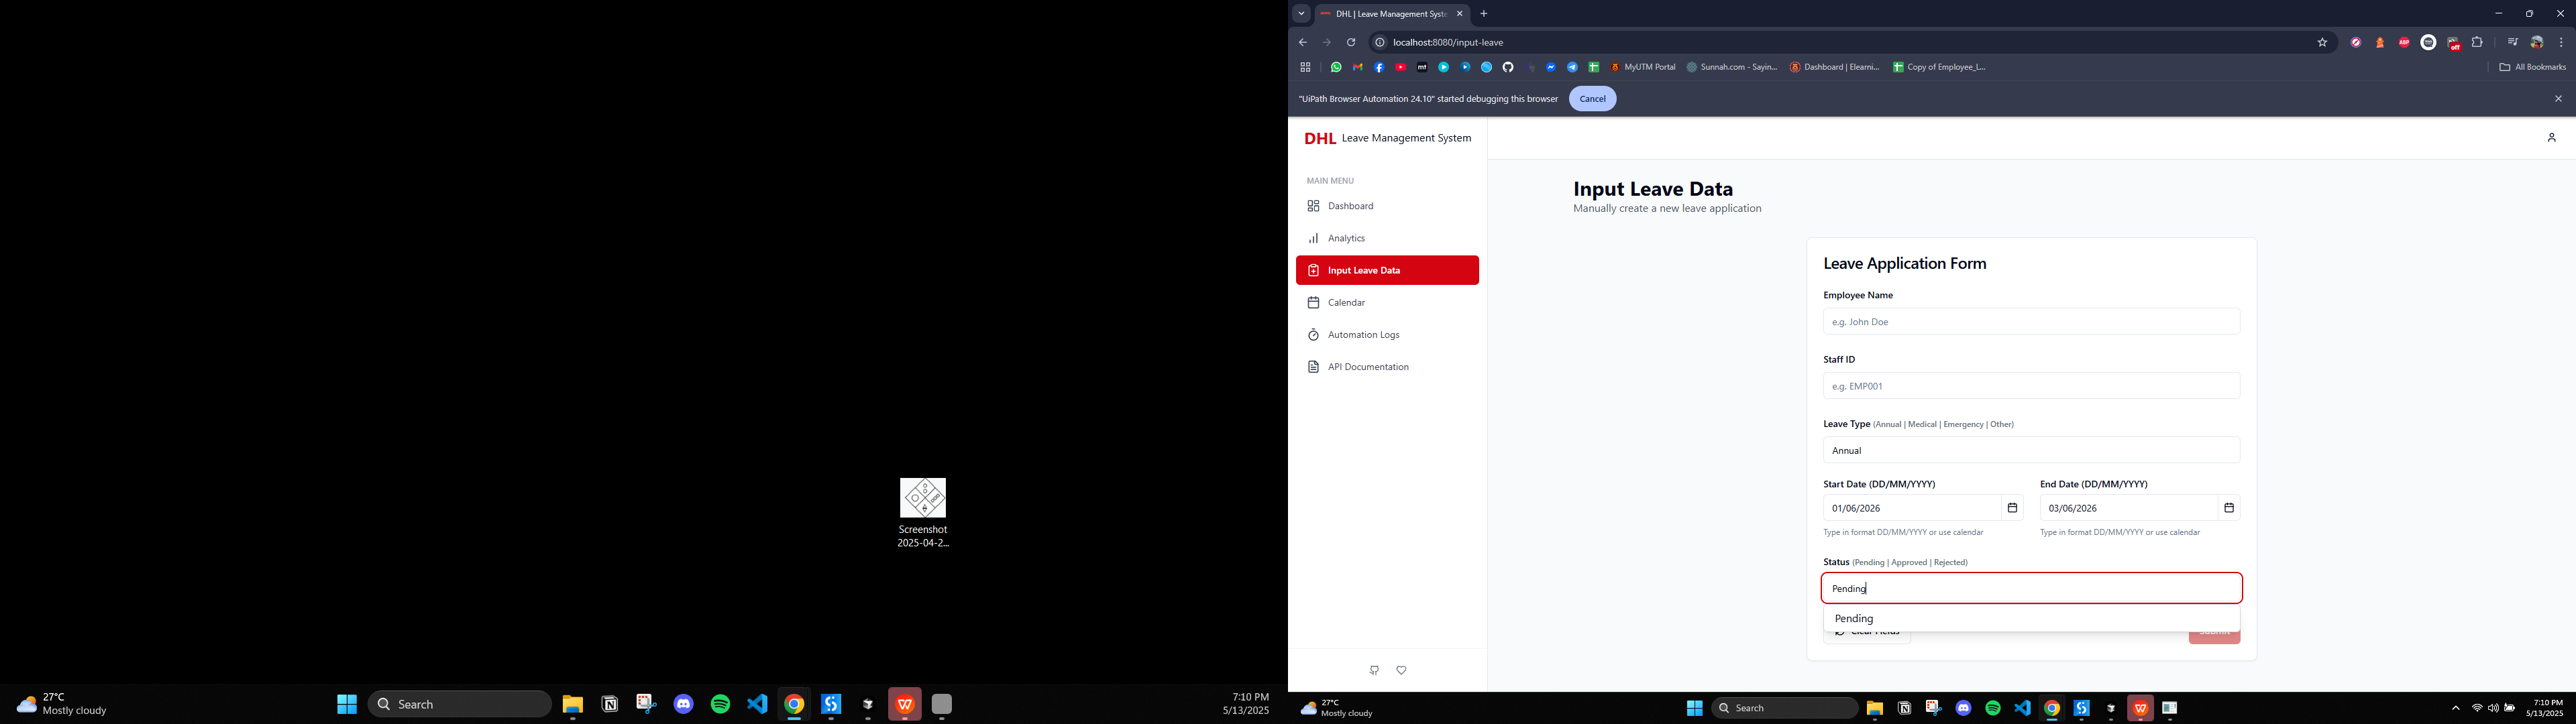 Screenshot
2025-04-2...
27°C
Mostly cloudy
Search
7:10 PM
5/13/2025
DHL | Leave Management Syste
localhost:8080/input-leave
ABP
off
mt
MyUTM Portal
Sunnah.com - Sayin...
Dashboard | Elearni...
Copy of Employee_L...
All Bookmarks
"UiPath Browser Automation 24.10" started debugging this browser
Cancel
DHL Leave Management System
MAIN MENU
Dashboard
Analytics
Input Leave Data
Calendar
Automation Logs
API Documentation
Input Leave Data
Manually create a new leave application
Leave Application Form
Employee Name
e.g. John Doe
Staff ID
e.g. EMP001
Leave Type (Annual | Medical | Emergency | Other)
Annual
Start Date (DD/MM/YYYY)
End Date (DD/MM/YYYY)
01/06/2026
03/06/2026
Type in format DD/MM/YYYY or use calendar
Type in format DD/MM/YYYY or use calendar
Status (Pending | Approved | Rejected)
Pending
Pending
Clear Fields
Submit
27°C
Mostly cloudy
Search
7:10 PM
5/13/2025